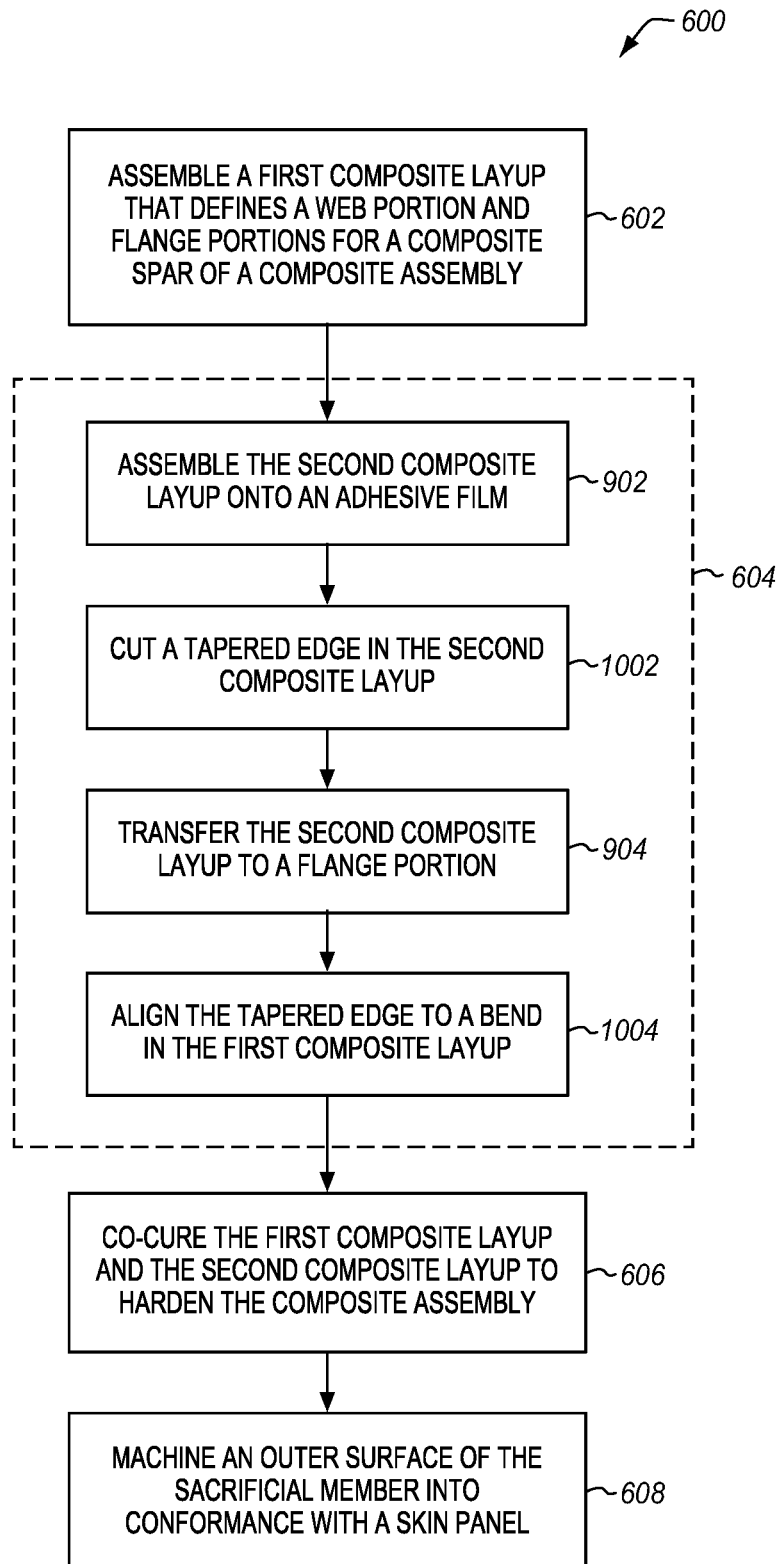 600
ASSEMBLE A FIRST COMPOSITE LAYUP
THAT DEFINES A WEB PORTION AND
FLANGE PORTIONS FOR A COMPOSITE
SPAR OF A COMPOSITE ASSEMBLY
602
ASSEMBLE THE SECOND COMPOSITE
LAYUP ONTO AN ADHESIVE FILM
902
604
CUT A TAPERED EDGE IN THE SECOND
COMPOSITE LAYUP
1002
TRANSFER THE SECOND COMPOSITE
LAYUP TO A FLANGE PORTION
904
ALIGN THE TAPERED EDGE TO A BEND
IN THE FIRST COMPOSITE LAYUP
1004
CO-CURE THE FIRST COMPOSITE LAYUP
AND THE SECOND COMPOSITE LAYUP TO
HARDEN THE COMPOSITE ASSEMBLY
606
MACHINE AN OUTER SURFACE OF THE
SACRIFICIAL MEMBER INTO
CONFORMANCE WITH A SKIN PANEL
608